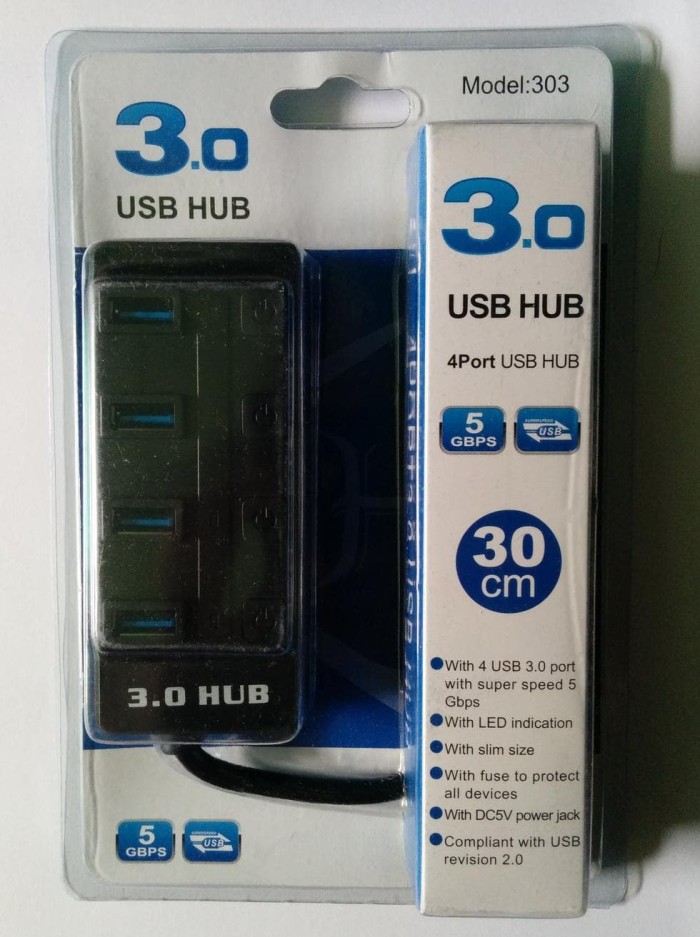 Model:303
3.0
USB HUB
3.0 HUB
5
GBPS
USB
3.0
USB HUB
4Port USB HUB
5
GBPS
USB
30
cm
With 4 USB 3.0 port
with super speed 5
Gbps
With LED indication
With slim size
With fuse to protect
all devices
With DC5V power jack
Compliant with USB
revision 2.0